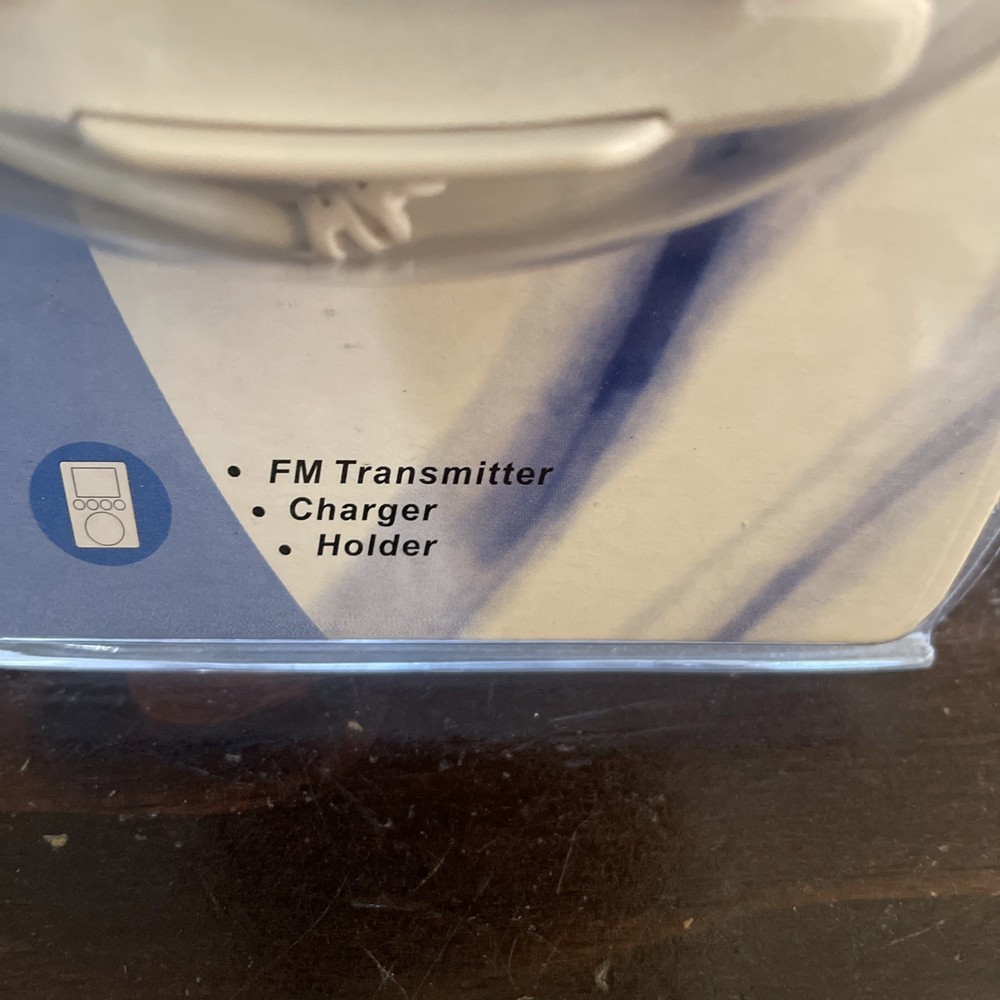 • FM Transmitter
• Charger
• Holder